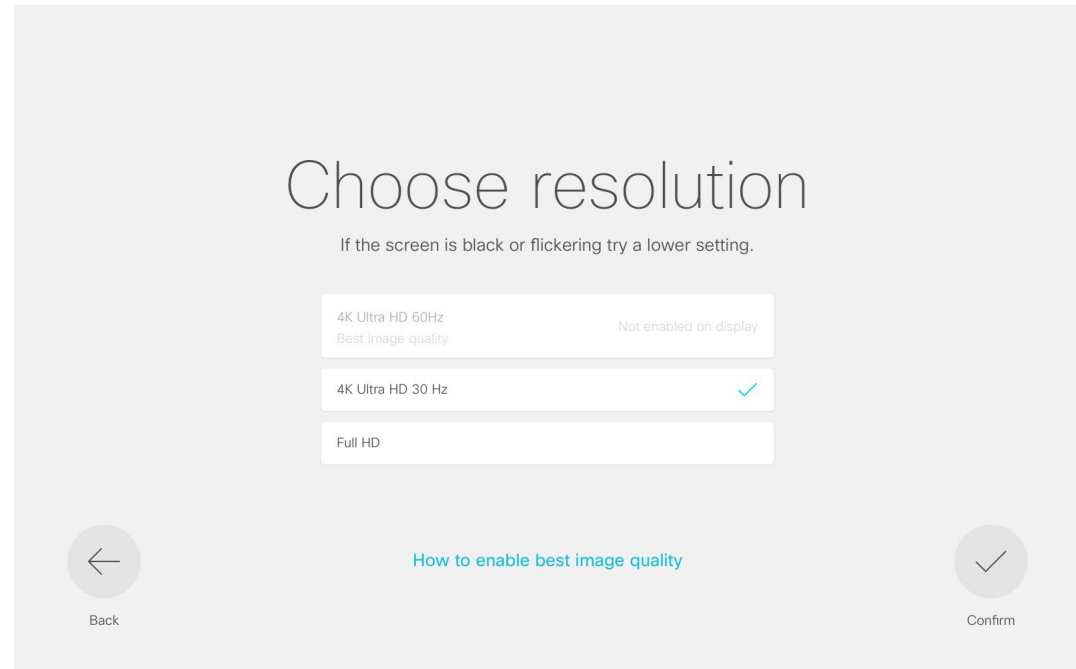 Choose resolution
If the screen is black or flickering try a lower setting.
4K Ultra HD 60Hz
Best image quality
Not enabled on display
4K Ultra HD 30 Hz
Full HD
How to enable best image quality
Back
Confirm